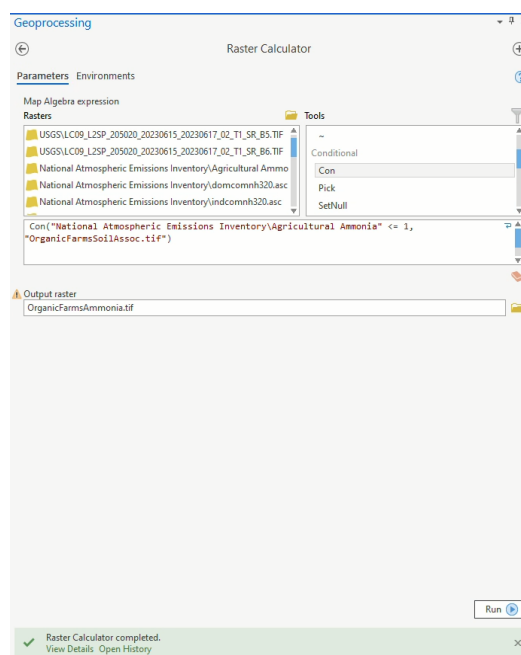 Geoprocessing
Raster Calculator
Parameters Environments
Map Algebra expression
Rasters
Tools
USGS\LC09_L2SP_205020_20230615_20230617_02_T1_SR_B5.TIF
USGS\LC09_L2SP_205020_20230615_20230617_02_T1_SR_B6.TIF
National Atmospheric Emissions Inventory\Agricultural Ammo
National Atmospheric Emissions Inventory\domcomnh320.asc
National Atmospheric Emissions Inventory\indcomnh320.asc
~
Conditional
Con
Pick
SetNull
Con("National Atmospheric Emissions Inventory\Agricultural Ammonia" <= 1,
"OrganicFarmsSoilAssoc.tif")
Output raster
OrganicFarmsAmmonia.tif
Run
Raster Calculator completed.
View Details Open History